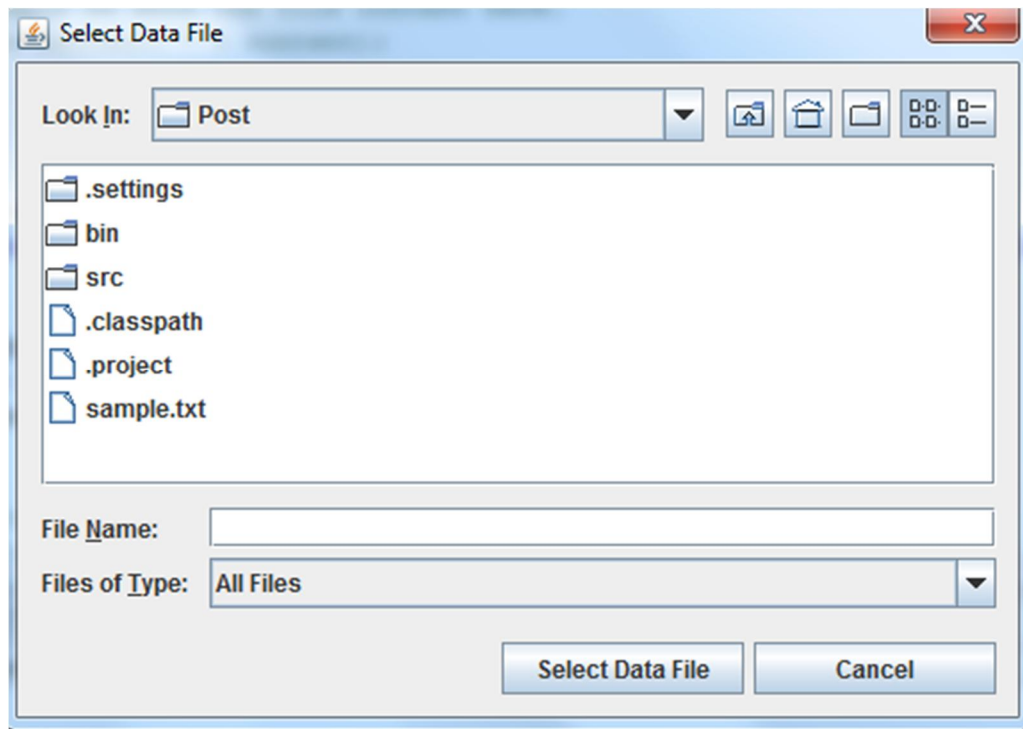 Select Data File
Look In: Post
.settings
bin
src
.classpath
.project
sample.txt
File Name:
Files of Type: All Files
Select Data File Cancel